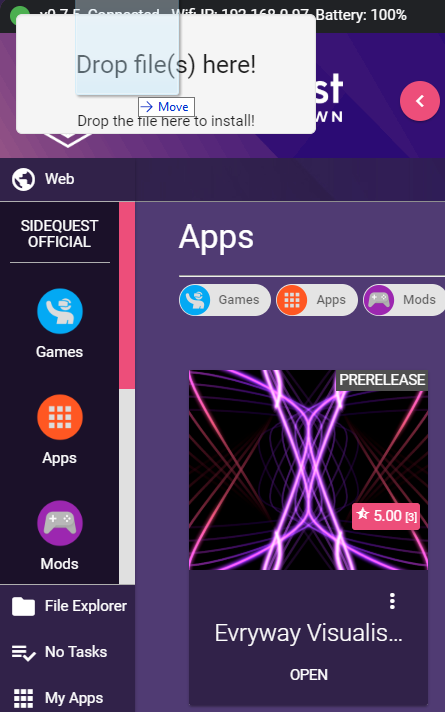 v0.7.5 Connected Wifi IP: 192.168.0.97 Battery: 100%
Drop file(s) here!
Move
Drop the file here to install!
Web
SIDEQUEST
OFFICIAL
Games
Apps
Mods
File Explorer
No Tasks
My Apps
Apps
Games
Apps
Mods
PRERELEASE
5.00 [3]
Evryway Visualis...
OPEN